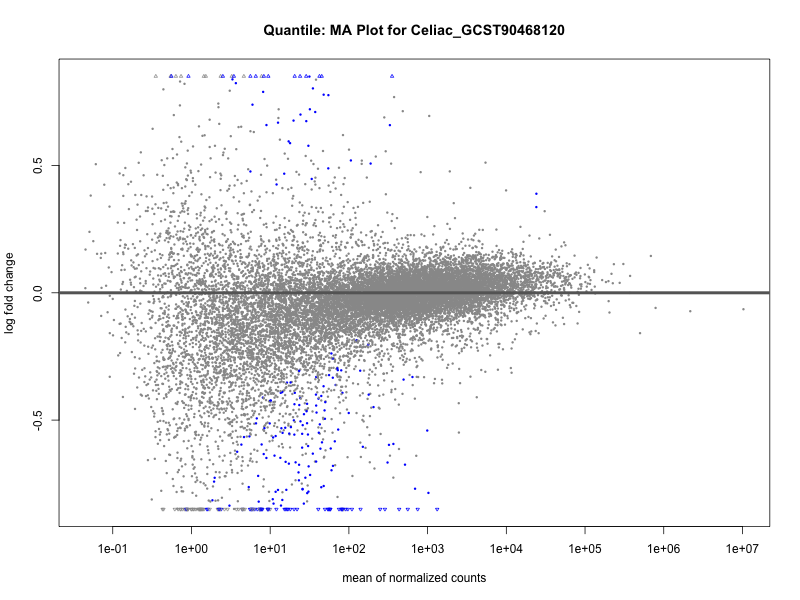 Quantile: MA Plot for Celiac_GCST90468120
log fold change
0.5
0.0
-0.5
1e-01 1e+00 1e+01 1e+02 1e+03 1e+04 1e+05 1e+06 1e+07
mean of normalized counts